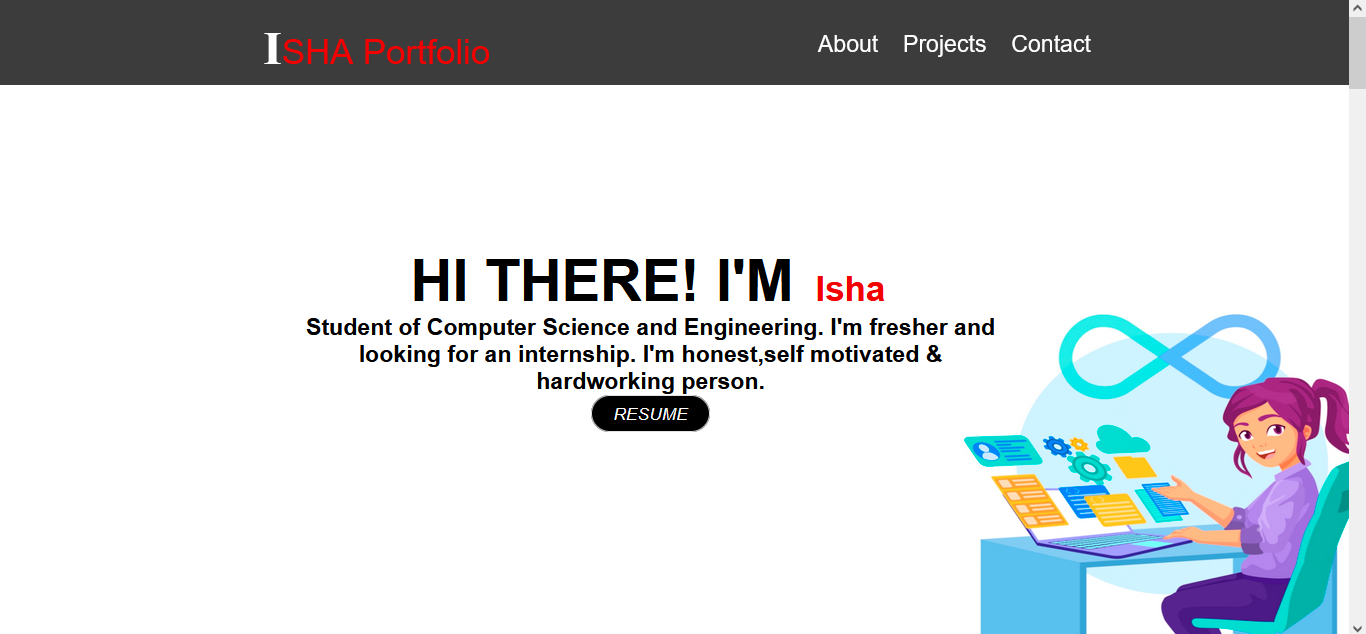 ISHA Portfolio
About Projects Contact
HI THERE! I'M Isha
Student of Computer Science and Engineering. I'm fresher and
looking for an internship. I'm honest,self motivated &
hardworking person.
RESUME